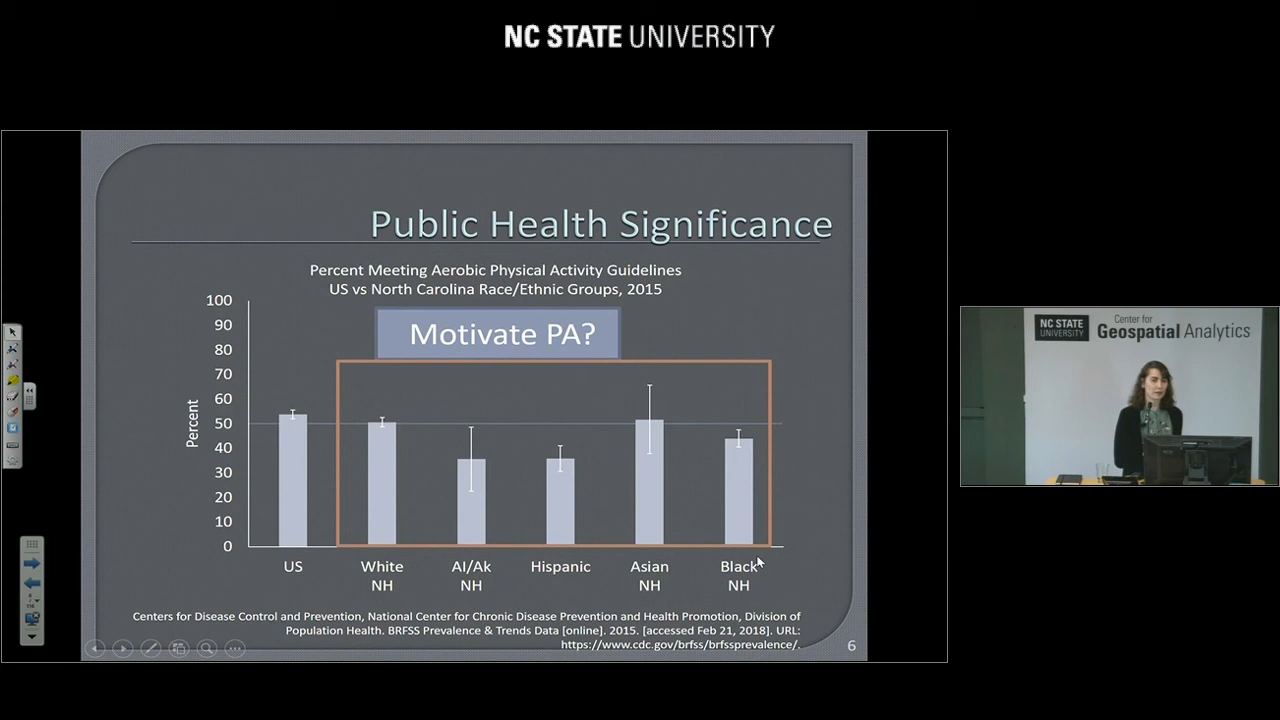 NC STATE UNIVERSITY
Public Health Significance
Percent Meeting Aerobic Physical Activity Guidelines
US vs North Carolina Race/Ethnic Groups, 2015
Motivate PA?
Percent
100
90
80
70
60
50
40
30
20
10
0
US
White
NH
AI/Ak
NH
Hispanic
Asian
NH
Black
NH
Centers for Disease Control and Prevention, National Center for Chronic Disease Prevention and Health Promotion, Division of
Population Health. BRFSS Prevalence & Trends Data [online]. 2015. [accessed Feb 21, 2018]. URL:
https://www.cdc.gov/brfss/brfssprevalence/.
6
NC STATE
UNIVERSITY
Center for
Geospatial Analytics